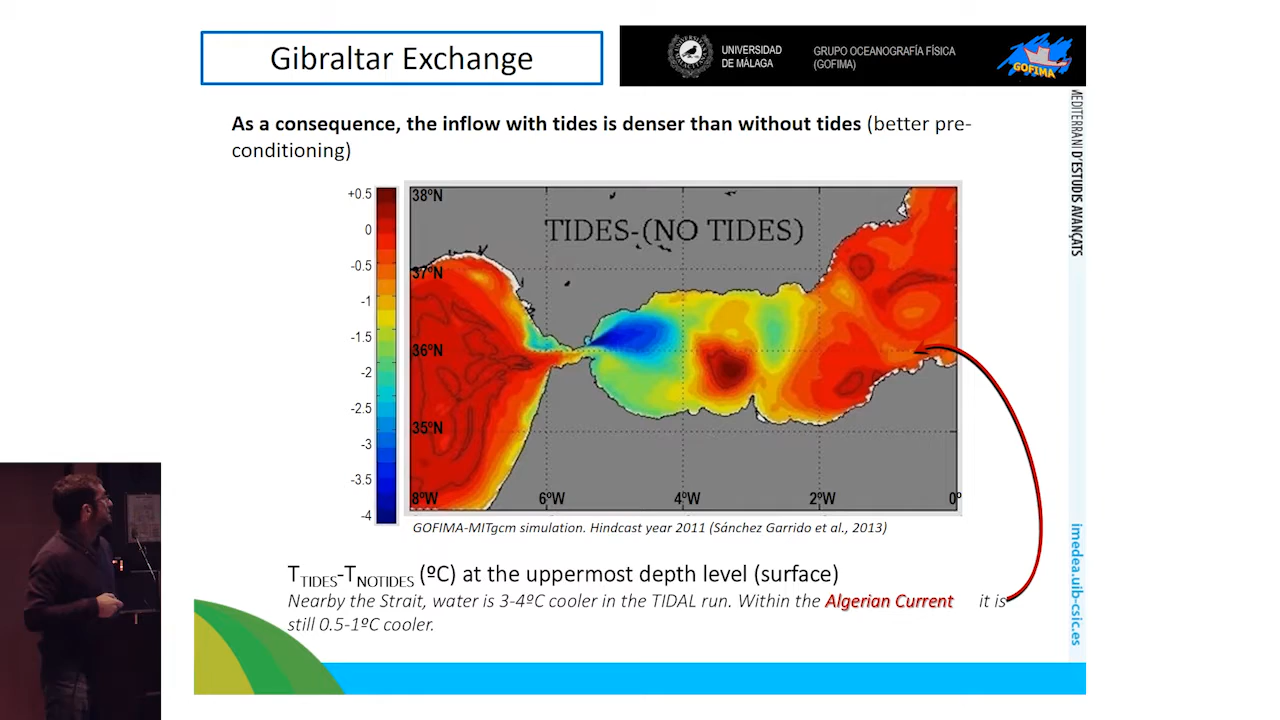 Gibraltar Exchange
UNIVERSIDAD
DE MÁLAGA
GRUPO OCEANOGRAFÍA FÍSICA
(GOFIMA)
GOFIMA
As a consequence, the inflow with tides is denser than without tides (better pre-
conditioning)
TIDES-(NO TIDES)
+0.5
0
-0.5
-1
-1.5
-2
-2.5
-3
-3.5
-4
38ºN
37ºN
36ºN
35ºN
8ºW
6ºW
4ºW
2ºW
0º
GOFIMA-MITgcm simulation. Hindcast year 2011 (Sánchez Garrido et al., 2013)
TTIDES-TNOTIDES (ºC) at the uppermost depth level (surface)
Nearby the Strait, water is 3-4ºC cooler in the TIDAL run. Within the Algerian Current it is
still 0.5-1ºC cooler.
MEDITERRANI D'ESTUDIS AVANÇATS
imedea.uib-csic.es